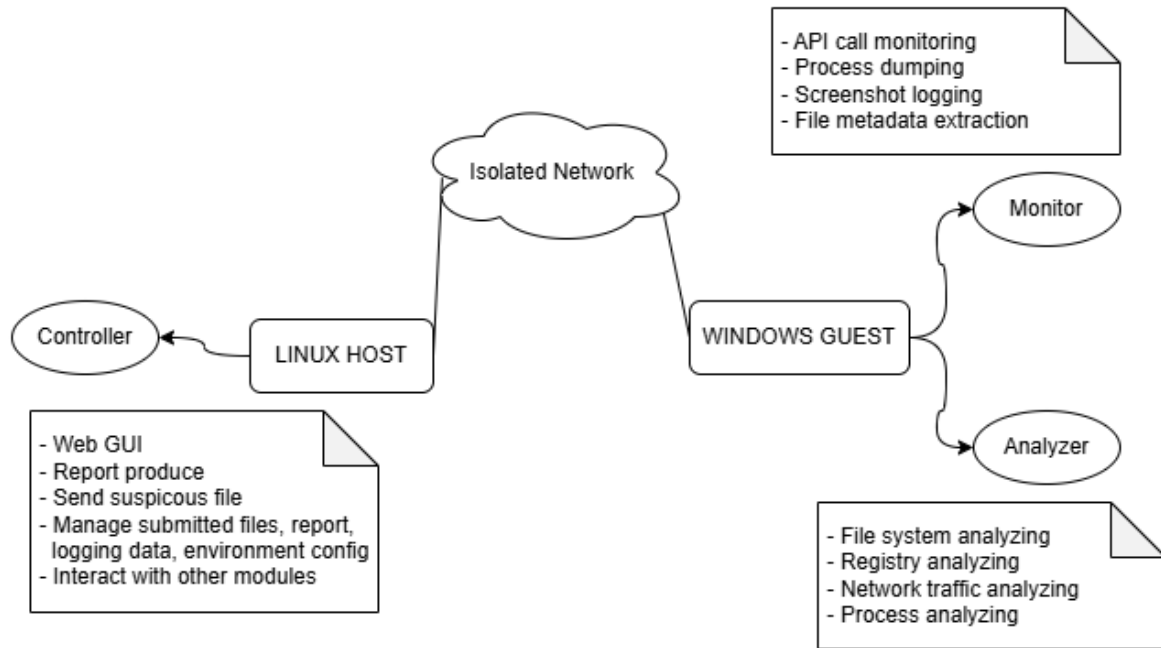 - API call monitoring
- Process dumping
- Screenshot logging
- File metadata extraction
Isolated Network
Monitor
Controller
LINUX HOST
WINDOWS GUEST
- Web GUI
- Report produce
- Send suspicous file
- Manage submitted files, report,
logging data, environment config
- Interact with other modules
Analyzer
- File system analyzing
- Registry analyzing
- Network traffic analyzing
- Process analyzing